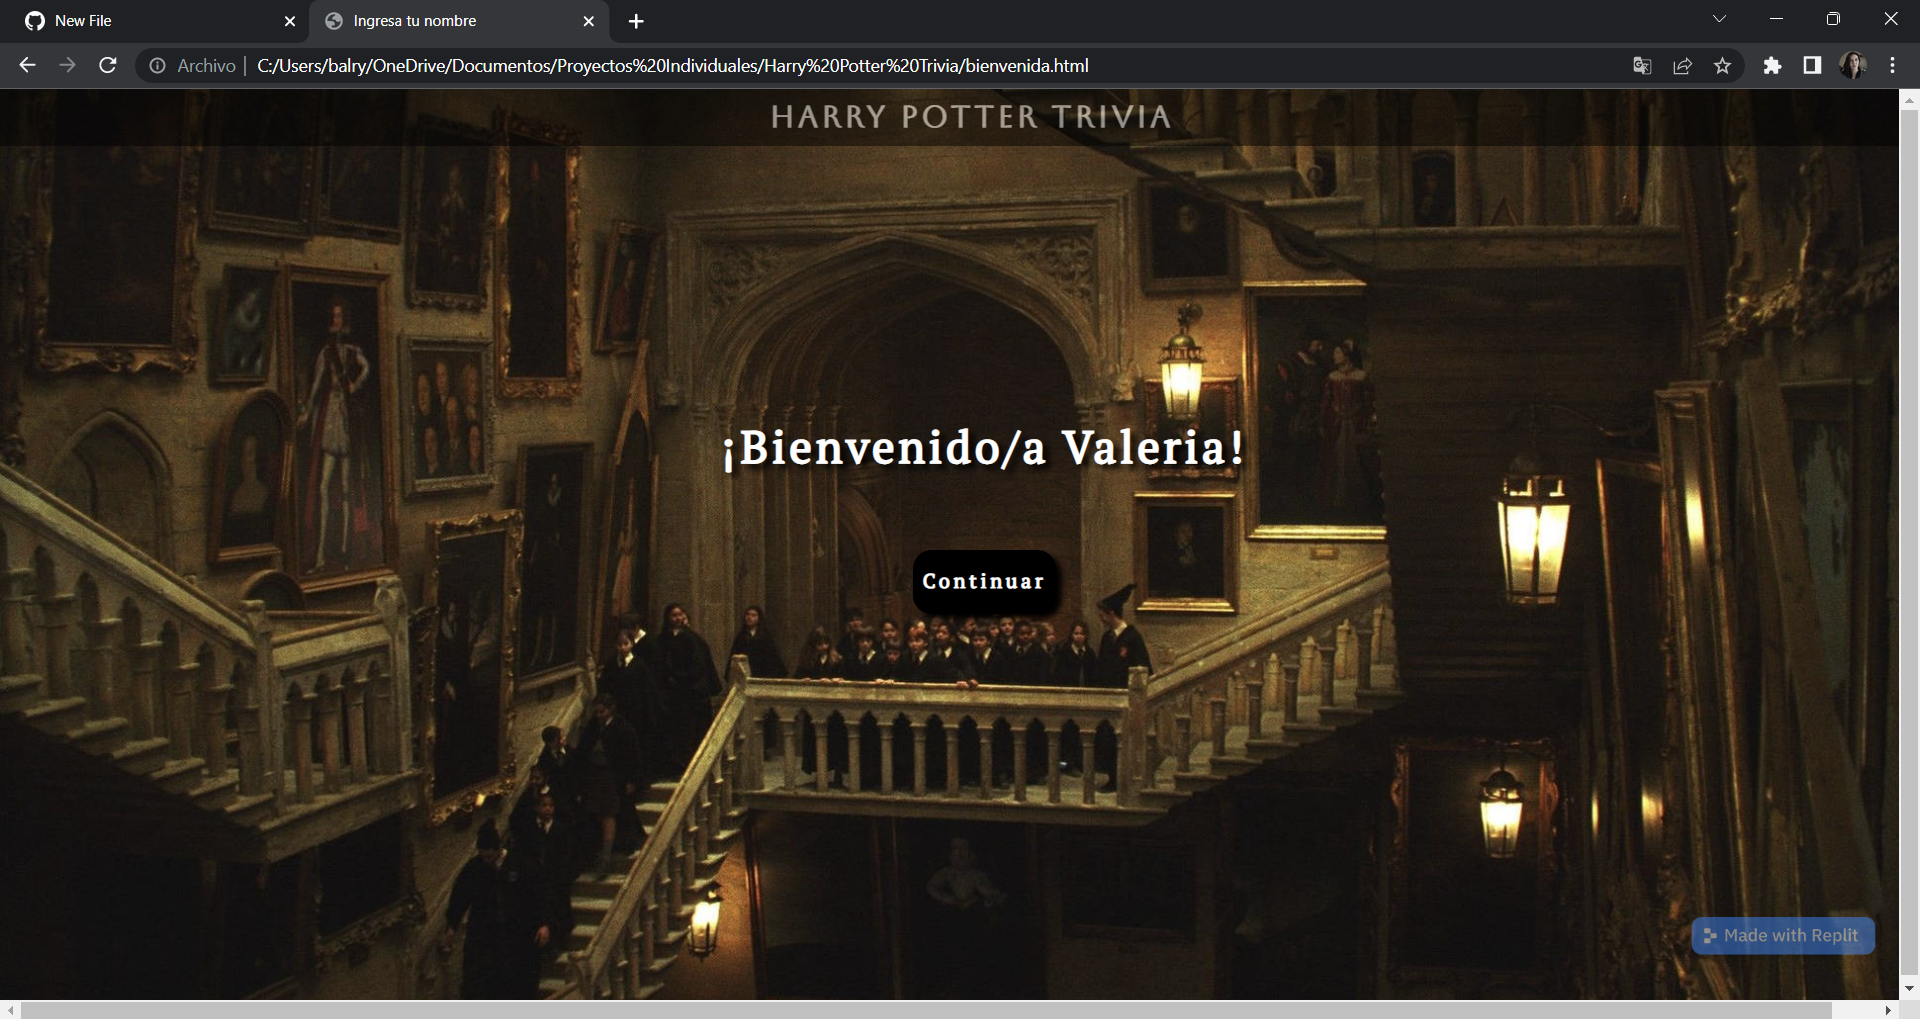 New File
Ingresa tu nombre
Archivo
C:/Users/balry/OneDrive/Documentos/Proyectos%20Individuales/Harry%20Potter%20Trivia/bienvenida.html
HARRY POTTER TRIVIA
¡Bienvenido/a Valeria!
Continuar
Made with Replit